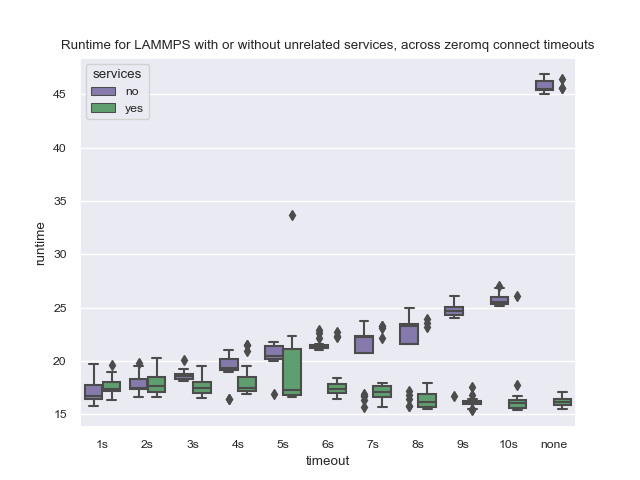 Runtime for LAMMPS with or without unrelated services, across zeromq connect timeouts
services
no
yes
45
40
35
30
25
20
15
runtime
1s 2s 3s 4s 5s 6s 7s 8s 9s 10s none
timeout